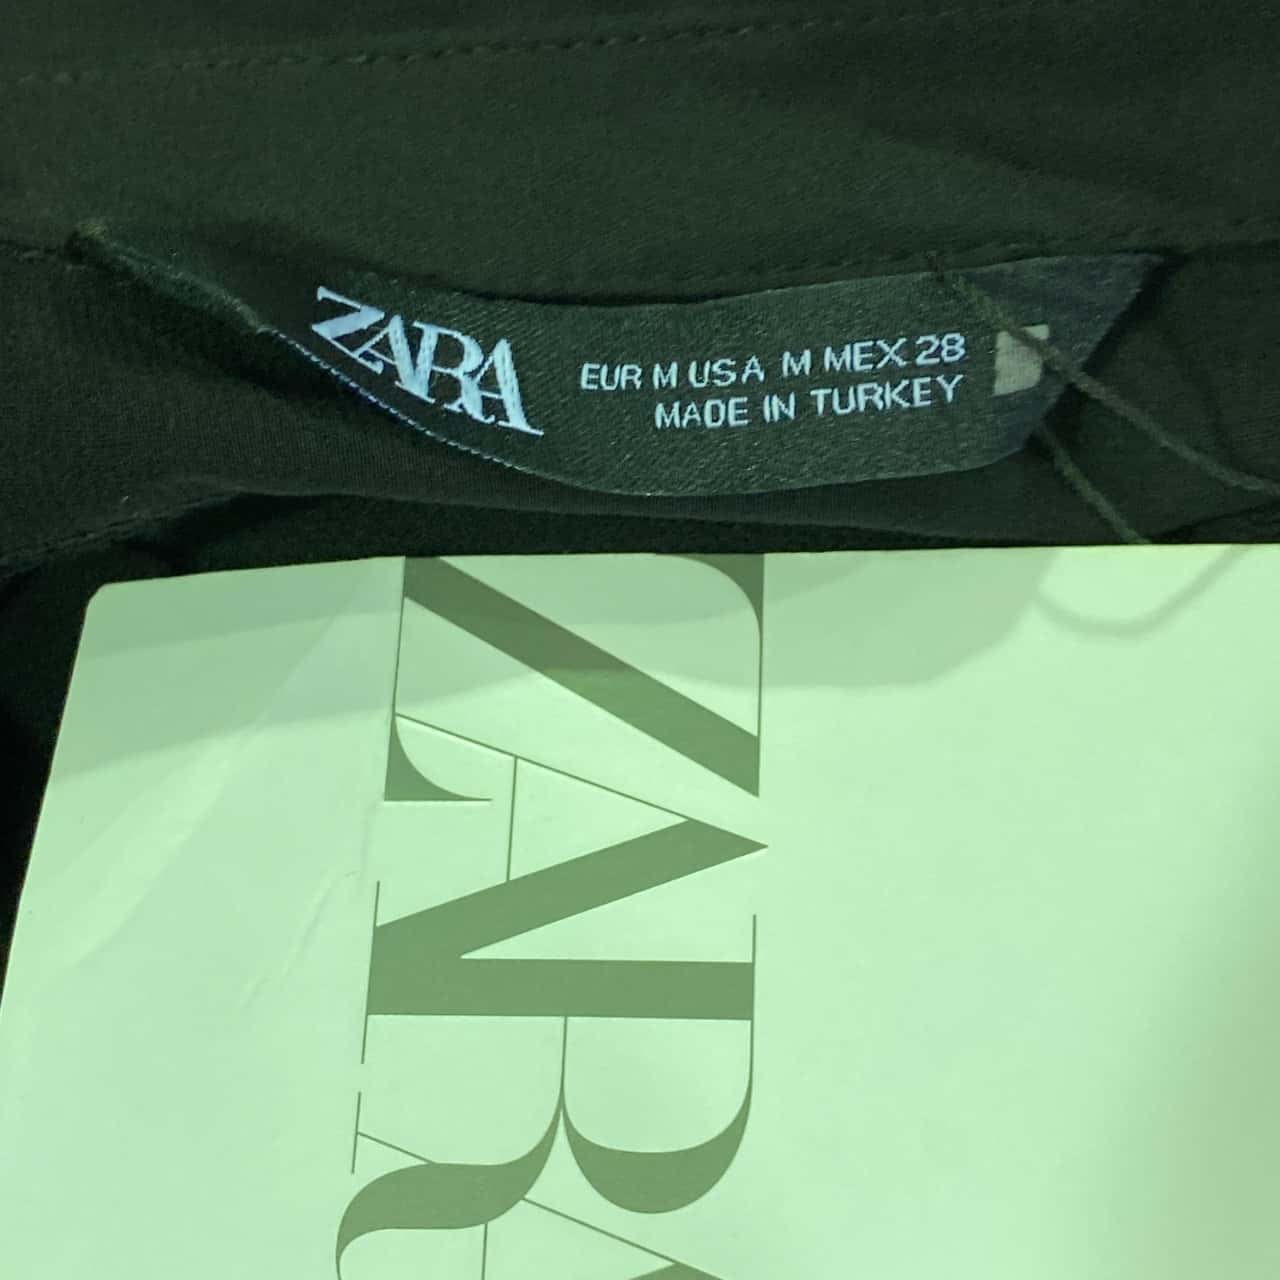 ZARA
EUR M USA M MEX 28
MADE IN TURKEY
ZARA